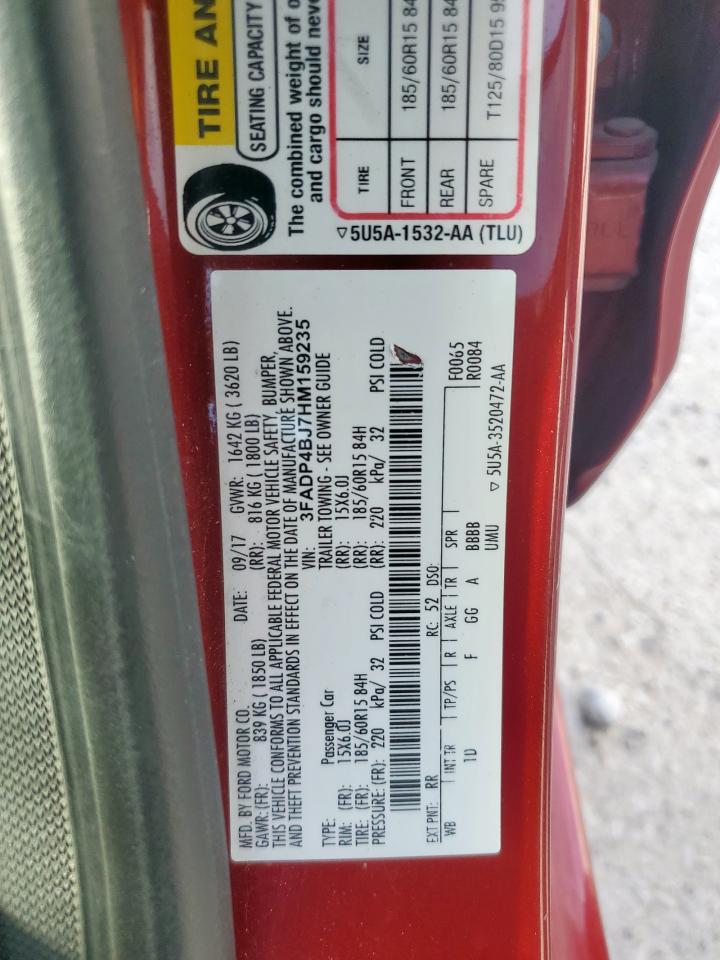 TIRE AN
SEATING CAPACITY
The combined weight of o
and cargo should never
TIRE SIZE
FRONT 185/60R15 84
REAR 185/60R15 84
SPARE T125/80D15 95
▽5U5A-1532-AA (TLU)
MFD. BY FORD MOTOR CO. DATE: 09/17 GVWR: 1642 KG ( 3620 LB)
GAWR: (FR): 839 KG ( 1850 LB) (RR): 816 KG ( 1800 LB)
THIS VEHICLE CONFORMS TO ALL APPLICABLE FEDERAL MOTOR VEHICLE SAFETY, BUMPER,
AND THEFT PREVENTION STANDARDS IN EFFECT ON THE DATE OF MANUFACTURE SHOWN ABOVE.
VIN: 3FADP4BJ7HM159235
TYPE: Passenger Car TRAILER TOWING - SEE OWNER GUIDE
RIM: (FR): 15X6.0J (RR): 15X6.0J
TIRE: (FR): 185/60R15 84H (RR): 185/60R15 84H
PRESSURE: (FR): 220 kPa/ 32 PSI COLD (RR): 220 kPa/ 32 PSI COLD
EXT PNT: RR RC: 52 DSO: F0065
WB INT TR TP/PS R AXLE TR SPR R0084
1D F GG A BBBB
UMU
▽ 5U5A-3520472-AA